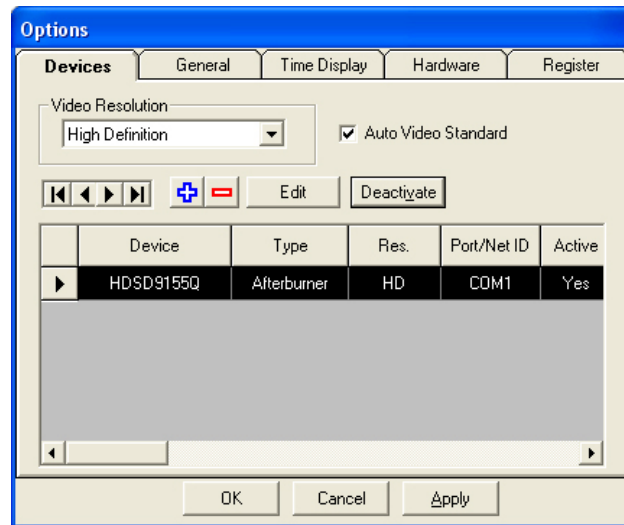 Options
Devices General Time Display Hardware Register
Video Resolution
High Definition Auto Video Standard
Edit Deactivate
Device Type Res. Port/Net ID Active
HDSD9155Q Afterburner HD COM1 Yes
OK Cancel Apply